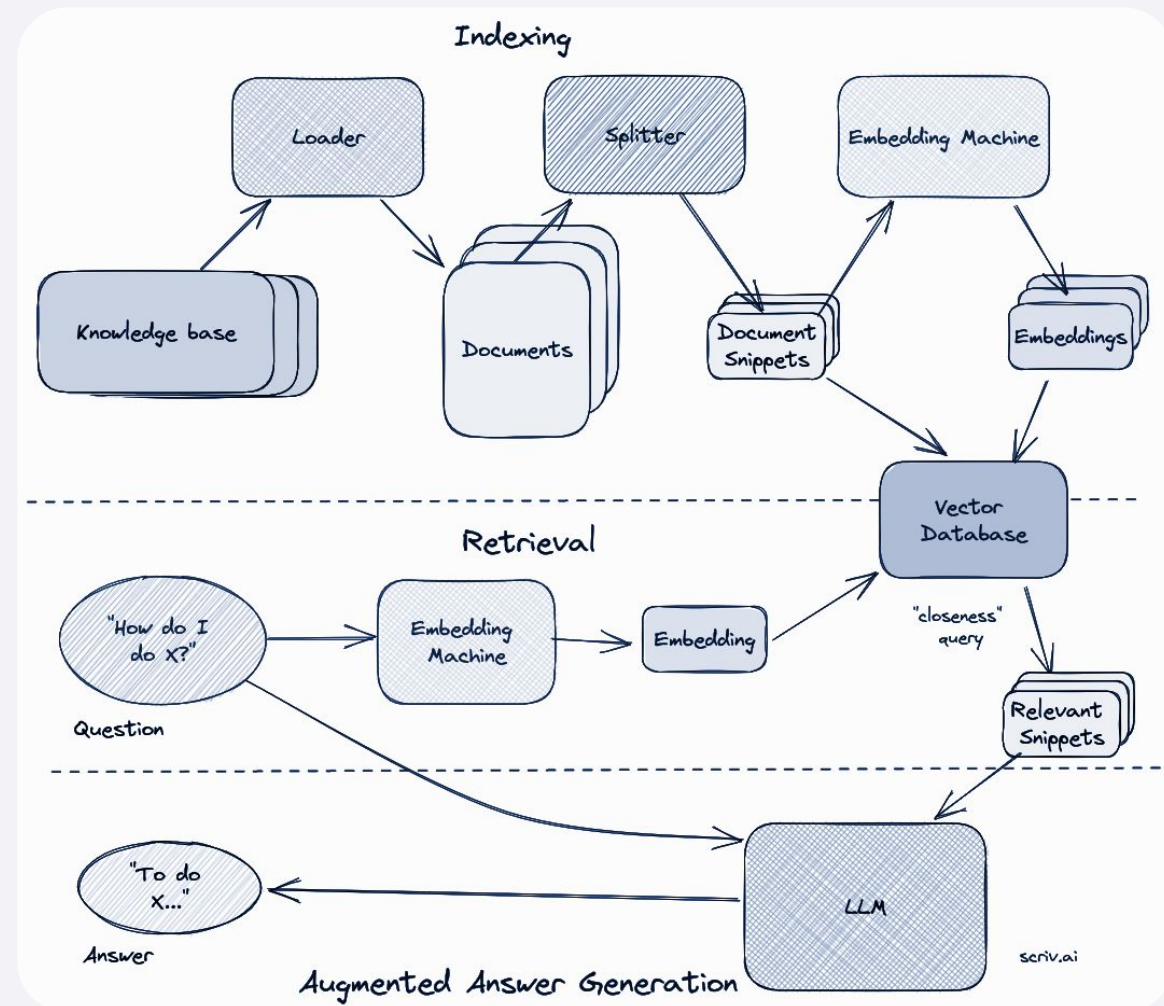 Indexing
Loader
Splitter
Embedding Machine
Knowledge base
Documents
Document
Snippets
Embeddings
Vector
Database
Retrieval
"How do I
do X?"
Question
Embedding
Machine
Embedding
"closeness"
query
Relevant
Snippets
"To do
X..."
Answer
LLM
scriv.ai
Augmented Answer Generation